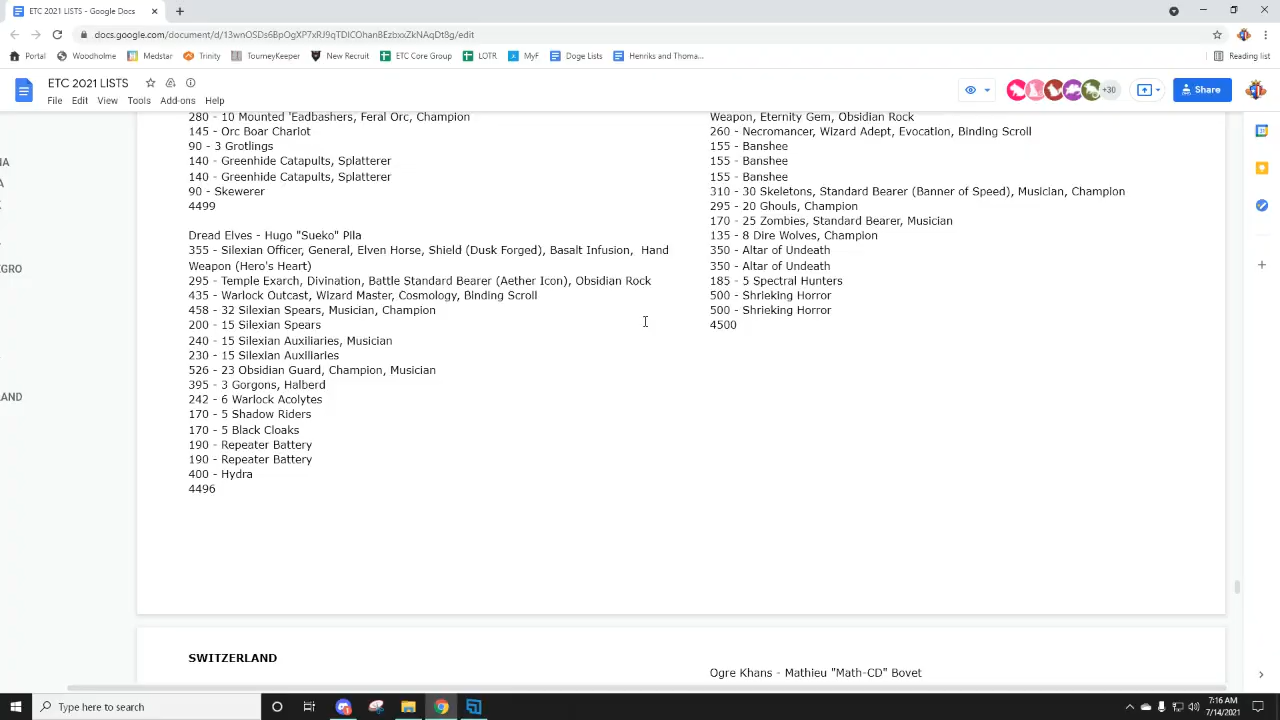 ETC 2021 LISTS - Google Docs
docs.google.com/document/d/13wnOSDs6BpOgXP7xRJ9qTDlCOhan8EzbxxZkNAqDt8g/edit
Portal
Woodholme
Medstar
Trinity
TourneyKeeper
New Recruit
ETC Core Group
LOTR
Myf
Doge Lists
Henriks and Thoma...
Reading list
ETC 2021 LISTS
File Edit View Tools Add-ons Help
+30
Share
NA
A
EGRO
LAND
280 - 10 Mounted 'Eadbashers, Feral Orc, Champion
145 - Orc Boar Chariot
90 - 3 Grotlings
140 - Greenhide Catapults, Splatterer
140 - Greenhide Catapults, Splatterer
90 - Skewerer
4499
Dread Elves - Hugo "Sueko" Plla
355 - Silexian Officer, General, Elven Horse, Shield (Dusk Forged), Basalt Infusion, Hand
Weapon (Hero's Heart)
295 - Temple Exarch, Divination, Battle Standard Bearer (Aether Icon), Obsidian Rock
435 - Warlock Outcast, Wizard Master, Cosmology, Binding Scroll
458 - 32 Silexian Spears, Musician, Champion
200 - 15 Silexian Spears
240 - 15 Silexian Auxiliaries, Musician
230 - 15 Silexian Auxiliaries
526 - 23 Obsidian Guard, Champion, Musician
395 - 3 Gorgons, Halberd
242 - 6 Warlock Acolytes
170 - 5 Shadow Riders
170 - 5 Black Cloaks
190 - Repeater Battery
190 - Repeater Battery
400 - Hydra
4496
Weapon, Eternity Gem, Obsidian Rock
260 - Necromancer, Wizard Adept, Evocation, Binding Scroll
155 - Banshee
155 - Banshee
155 - Banshee
310 - 30 Skeletons, Standard Bearer (Banner of Speed), Musician, Champion
295 - 20 Ghouls, Champion
170 - 25 Zombies, Standard Bearer, Musician
135 - 8 Dire Wolves, Champion
350 - Altar of Undeath
350 - Altar of Undeath
185 - 5 Spectral Hunters
500 - Shrieking Horror
500 - Shrieking Horror
4500
SWITZERLAND
Ogre Khans - Mathieu "Math-CD" Bovet
Type here to search
7:16 AM
7/14/2021